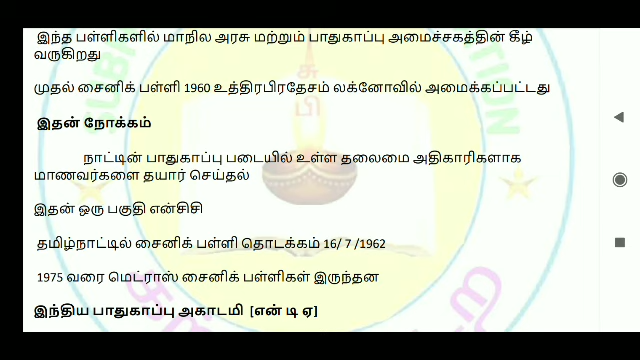 இந்த பள்ளிகளில் மாநில அரசு மற்றும் பாதுகாப்பு அமைச்சகத்தின் கீழ்
வருகிறது
முதல் சைனிக் பள்ளி 1960 உத்திரபிரதேசம் லக்னோவில் அமைக்கப்பட்டது
இதன் நோக்கம்
நாட்டின் பாதுகாப்பு படையில் உள்ள தலைமை அதிகாரிகளாக
மாணவர்களை தயார் செய்தல்
இதன் ஒரு பகுதி என்சிசி
தமிழ்நாட்டில் சைனிக் பள்ளி தொடக்கம் 16/ 7 /1962
1975 வரை மெட்ராஸ் சைனிக் பள்ளிகள் இருந்தன
இந்திய பாதுகாப்பு அகாடமி [என் டி ஏ]
சுபி